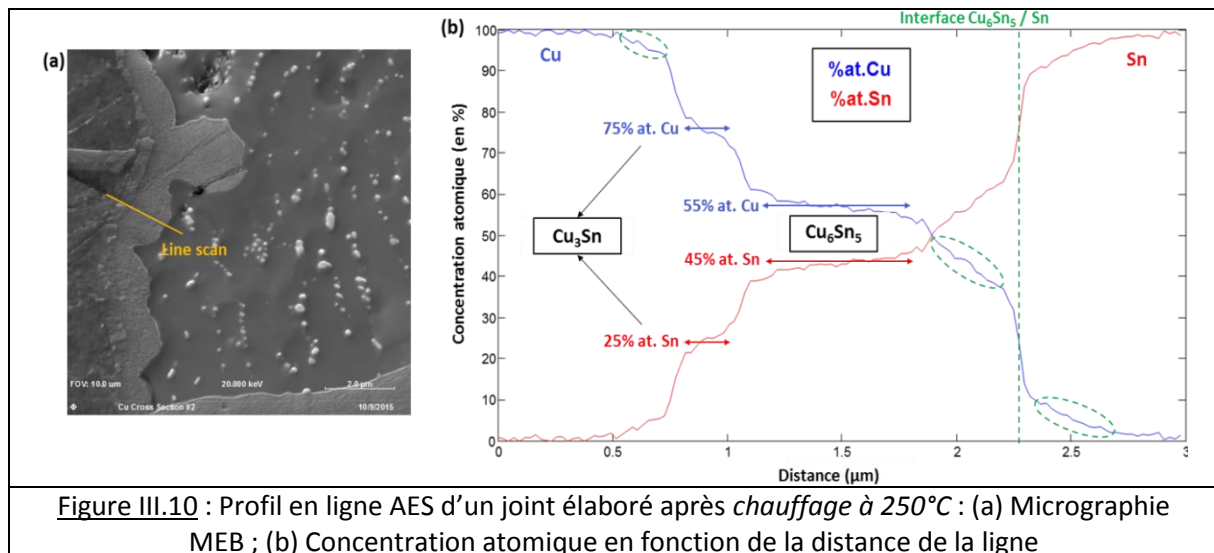 (a)
Line scan
FOV: 10.0 um
20.000 keV
2.0 µm
Cu Cross Section #2
10/9/2015
(b)
Interface Cu₆Sn₅ / Sn
Concentration atomique (en %)
100
90
80
70
60
50
40
30
20
10
0
Cu
%at.Cu
%at.Sn
Sn
75% at. Cu
55% at. Cu
Cu₃Sn
Cu₆Sn₅
45% at. Sn
25% at. Sn
0
0.5
1
1.5
2
2.5
3
Distance (µm)
Figure III.10 : Profil en ligne AES d’un joint élaboré après chauffage à 250°C : (a) Micrographie
MEB ; (b) Concentration atomique en fonction de la distance de la ligne